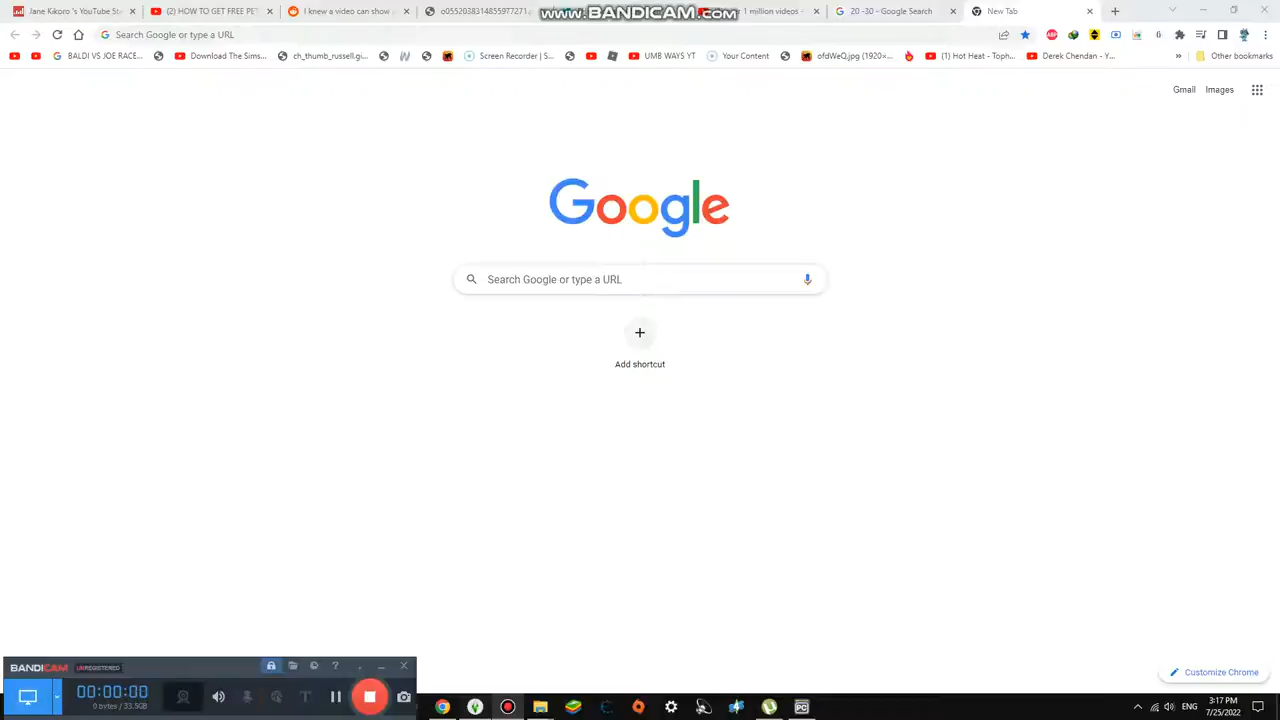 Jane Kikoro 's YouTube St
(2) HOW TO GET FREE PET
I knew a video can show
www.BANDICAM.com
1 million videos -
20 -30 - Google Search
New Tab
Search Google or type a URL
BALDI VS JOE RACE...
Download The Sims...
ch_thumb_russell.gi...
Screen Recorder | S...
UMB WAYS YT
Your Content
ofdWeQ.jpg (1920×...
(1) Hot Heat - Toph...
Derek Chendan - Y...
»
Other bookmarks
Gmail
Images
Google
Search Google or type a URL
Add shortcut
Customize Chrome
BANDICAM
UNREGISTERED
00:00:00
0 bytes / 33.5GB
ENG
3:17 PM
7/25/2022